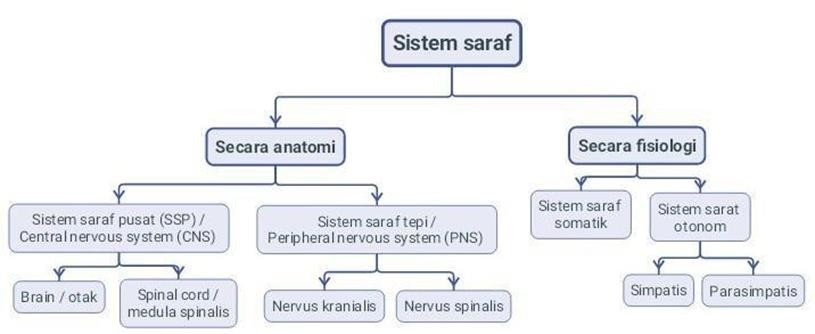 Sistem saraf
Secara anatomi
Secara fisiologi
Sistem saraf pusat (SSP) /
Central nervous system (CNS)
Sistem saraf tepi /
Peripheral nervous system (PNS)
Sistem saraf
somatik
Sistem sarat
otonom
Brain / otak
Spinal cord /
medula spinalis
Nervus kranialis
Nervus spinalis
Simpatis
Parasimpatis